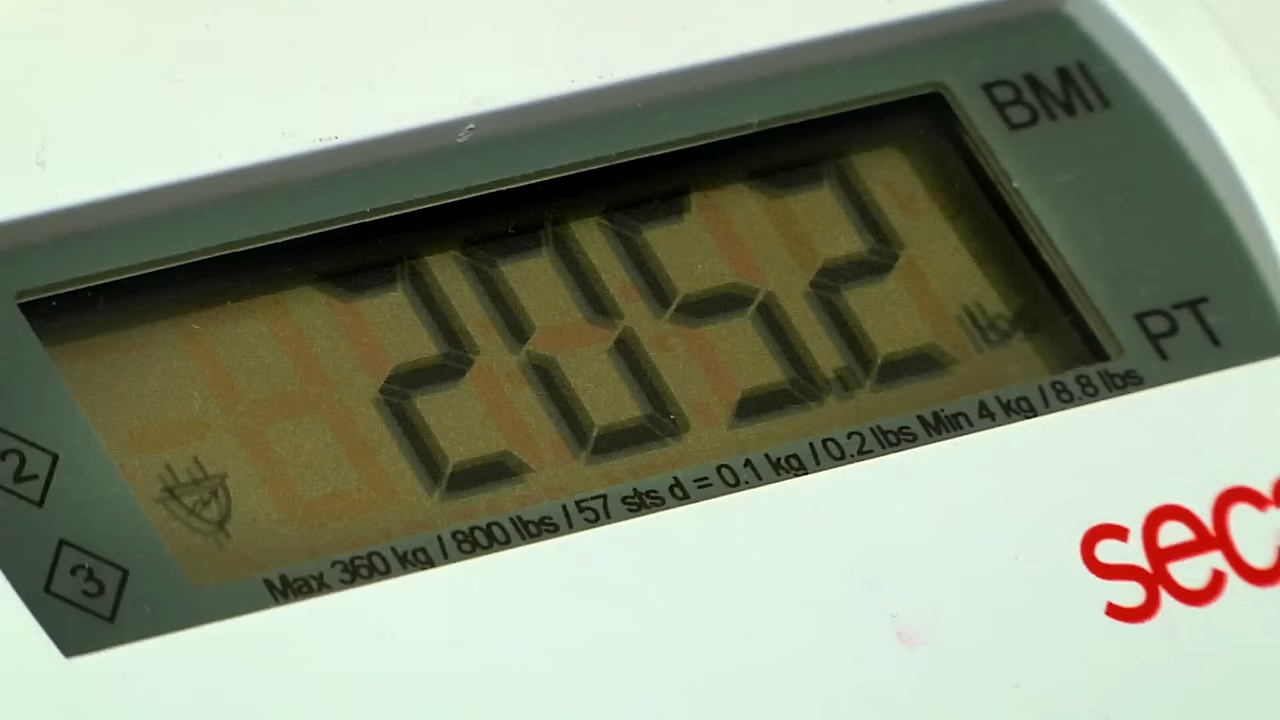 BMI
205.2 lbs
PT
2
3
Max 360 kg / 800 lbs / 57 sts d = 0.1 kg / 0.2 lbs Min 4 kg / 8.8 lbs
sec